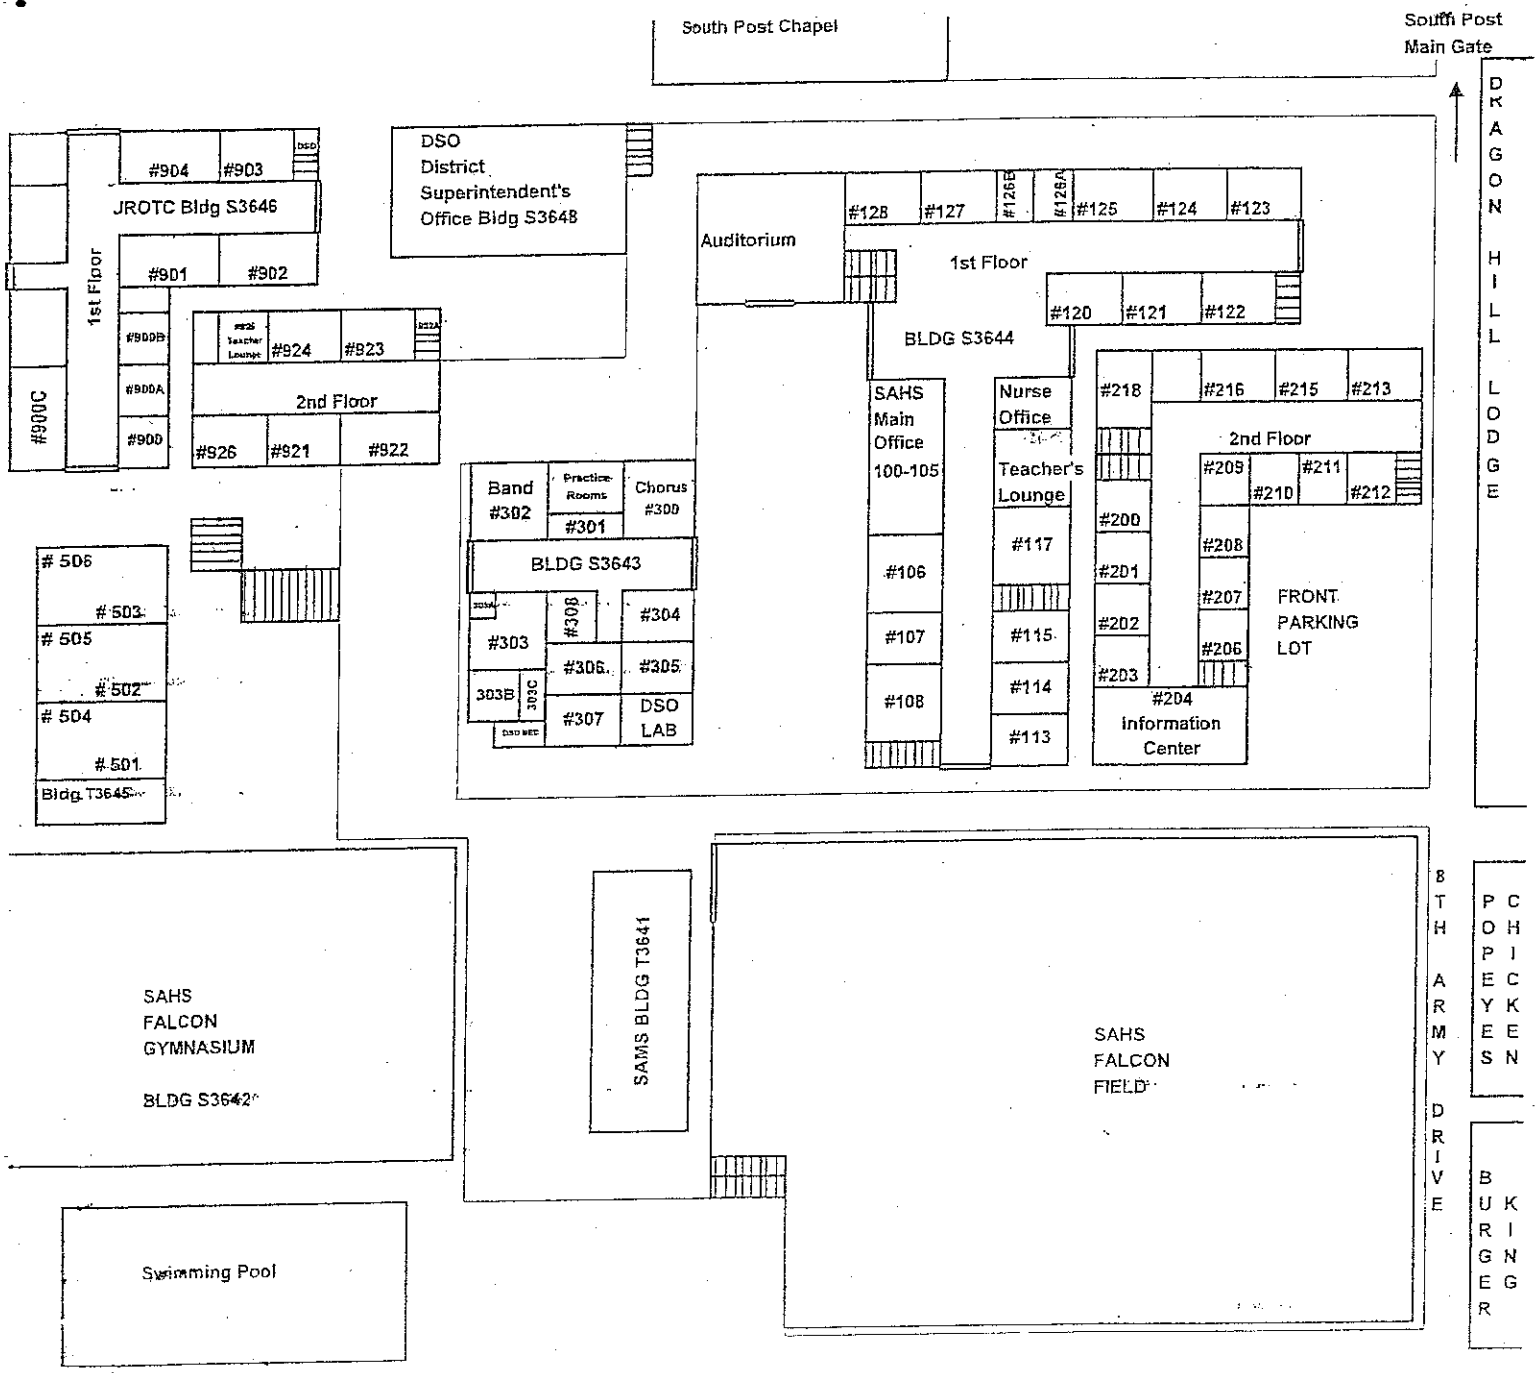 South Post Chapel
South Post
Main Gate
DRAGON HILL LODGE
#904
#903
DSO
JROTC Bldg S3646
#901
#902
1st Floor
#900B
#900A
#900
#900C
DSO
District
Superintendent's
Office Bldg S3648
Teacher
Lounge
#924
#923
922A
2nd Floor
#926
#921
#922
Auditorium
#128
#127
#126B
#126A
#125
#124
#123
1st Floor
#120
#121
#122
BLDG S3644
SAHS
Main
Office
100-105
Nurse
Office
Teacher's
Lounge
#117
#106
#107
#115
#108
#114
#113
#218
#216
#215
#213
2nd Floor
#209
#211
#210
#212
#200
#208
#201
#207
#202
#206
#203
#204
Information
Center
FRONT
PARKING
LOT
Band
#302
Practice
Rooms
#301
Chorus
#300
BLDG S3643
303A
#308
#304
#303
#306
#305
303B
303C
#307
DSO
LAB
# 506
# 503
# 505
# 502
# 504
# 501
Bldg T3645
SAHS
FALCON
GYMNASIUM
BLDG S3642
SAMS BLDG T3641
SAHS
FALCON
FIELD
8TH ARMY DRIVE
POPEYES
CHICKEN
BURGER
KING
Swimming Pool